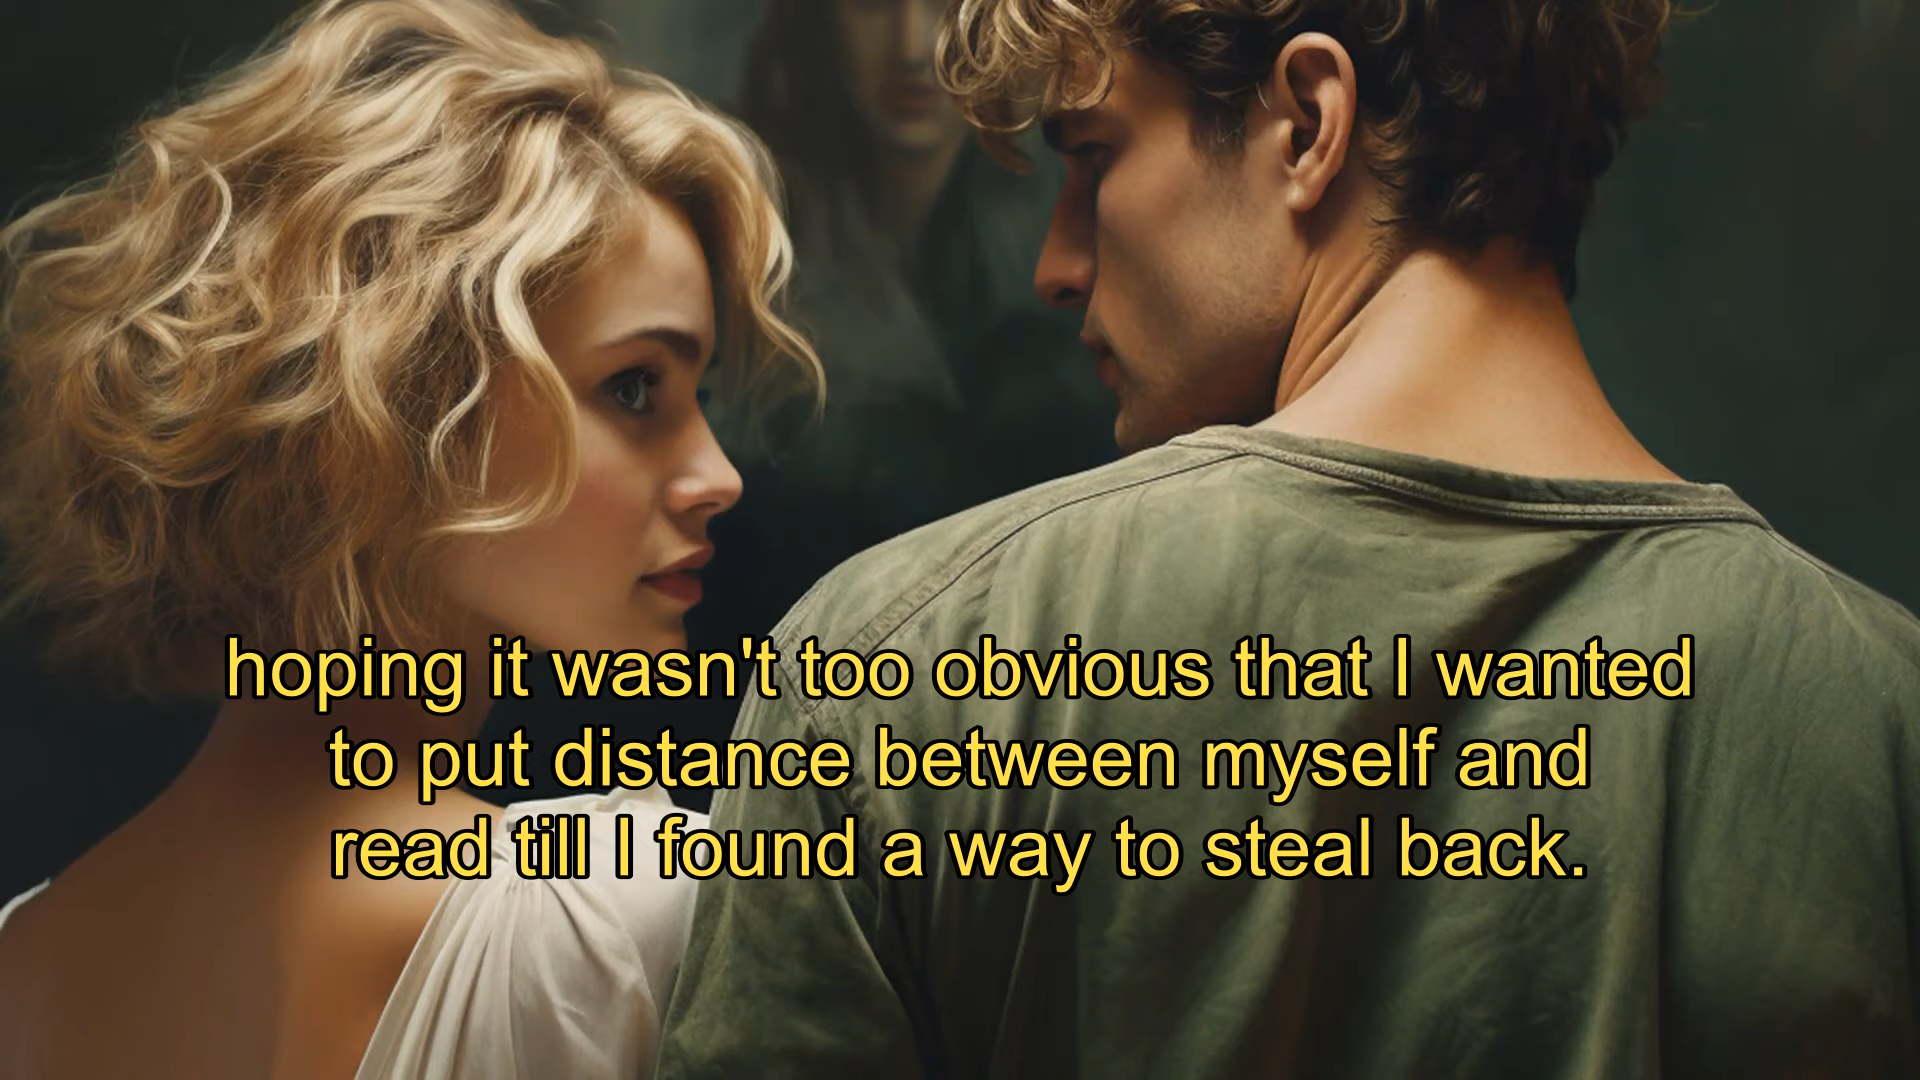 hoping it wasn't too obvious that I wanted
to put distance between myself and
read till I found a way to steal back.